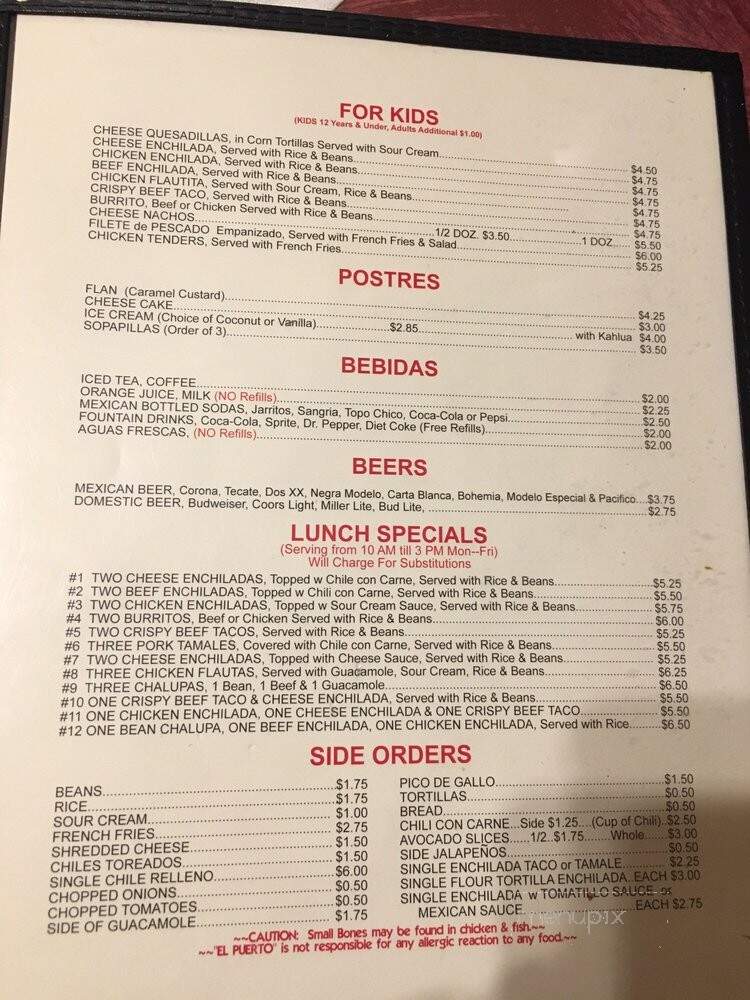 FOR KIDS
(KIDS 12 Years & Under, Adults Additional $1.00)
CHEESE QUESADILLAS, in Corn Tortillas Served with Sour Cream.......... $4.50
CHEESE ENCHILADA, Served with Rice & Beans.......... $4.75
CHICKEN ENCHILADA, Served with Rice & Beans.......... $4.75
BEEF ENCHILADA, Served with Rice & Beans.......... $4.75
CHICKEN FLAUTITA, Served with Sour Cream, Rice & Beans.......... $4.75
CRISPY BEEF TACO, Served with Rice & Beans.......... $4.75
BURRITO, Beef or Chicken Served with Rice & Beans.......... $4.75
CHEESE NACHOS..........1/2 DOZ. $3.50..........1 DOZ..... $5.50
FILETE de PESCADO Empanizado, Served with French Fries & Salad.......... $6.00
CHICKEN TENDERS, Served with French Fries.......... $5.25
POSTRES
FLAN (Caramel Custard).......... $4.25
CHEESE CAKE.......... $3.00
ICE CREAM (Choice of Coconut or Vanilla)..........$2.85.......... with Kahlua $4.00
SOPAPILLAS (Order of 3).......... $3.50
BEBIDAS
ICED TEA, COFFEE..........$2.00
ORANGE JUICE, MILK (NO Refills)..........$2.25
MEXICAN BOTTLED SODAS, Jarritos, Sangria, Topo Chico, Coca-Cola or Pepsi..........$2.50
FOUNTAIN DRINKS, Coca-Cola, Sprite, Dr. Pepper, Diet Coke (Free Refills)..........$2.00
AGUAS FRESCAS, (NO Refills)..........$2.00
BEERS
MEXICAN BEER, Corona, Tecate, Dos XX, Negra Modelo, Carta Blanca, Bohemia, Modelo Especial & Pacifico....$3.75
DOMESTIC BEER, Budweiser, Coors Light, Miller Lite, Bud Lite, ..........$2.75
LUNCH SPECIALS
(Serving from 10 AM till 3 PM Mon--Fri)
Will Charge For Substitutions
#1 TWO CHEESE ENCHILADAS, Topped w Chile con Carne, Served with Rice & Beans..........$5.25
#2 TWO BEEF ENCHILADAS, Topped w Chili con Carne, Served with Rice & Beans..........$5.50
#3 TWO CHICKEN ENCHILADAS, Topped w Sour Cream Sauce, Served with Rice & Beans..........$5.75
#4 TWO BURRITOS, Beef or Chicken Served with Rice & Beans..........$6.00
#5 TWO CRISPY BEEF TACOS, Served with Rice & Beans..........$5.25
#6 THREE PORK TAMALES, Covered with Chile con Carne, Served with Rice & Beans..........$5.50
#7 TWO CHEESE ENCHILADAS, Topped with Cheese Sauce, Served with Rice & Beans..........$5.25
#8 THREE CHICKEN FLAUTAS, Served with Guacamole, Sour Cream, Rice & Beans..........$6.25
#9 THREE CHALUPAS, 1 Bean, 1 Beef & 1 Guacamole..........$6.50
#10 ONE CRISPY BEEF TACO & CHEESE ENCHILADA, Served with Rice & Beans..........$5.50
#11 ONE CHICKEN ENCHILADA, ONE CHEESE ENCHILADA & ONE CRISPY BEEF TACO..........$5.50
#12 ONE BEAN CHALUPA, ONE BEEF ENCHILADA, ONE CHICKEN ENCHILADA, Served with Rice..........$6.50
SIDE ORDERS
BEANS..........$1.75
RICE..........$1.75
SOUR CREAM..........$1.00
FRENCH FRIES..........$2.75
SHREDDED CHEESE..........$1.50
CHILES TOREADOS..........$1.50
SINGLE CHILE RELLENO..........$6.00
CHOPPED ONIONS..........$0.50
CHOPPED TOMATOES..........$0.50
SIDE OF GUACAMOLE..........$1.75
PICO DE GALLO..........$1.50
TORTILLAS..........$0.50
BREAD..........$0.50
CHILI CON CARNE...Side $1.25....(Cup of Chili)..$2.50
AVOCADO SLICES......1/2..$1.75........Whole.......$3.00
SIDE JALAPEÑOS..........$0.50
SINGLE ENCHILADA TACO or TAMALE.......... $2.25
SINGLE FLOUR TORTILLA ENCHILADA..EACH $3.00
SINGLE ENCHILADA w TOMATILLO SAUCE or
MEXICAN SAUCE..........EACH $2.75
menupix
~~CAUTION: Small Bones may be found in chicken & fish.~~
~~"EL PUERTO" is not responsible for any allergic reaction to any food.~~